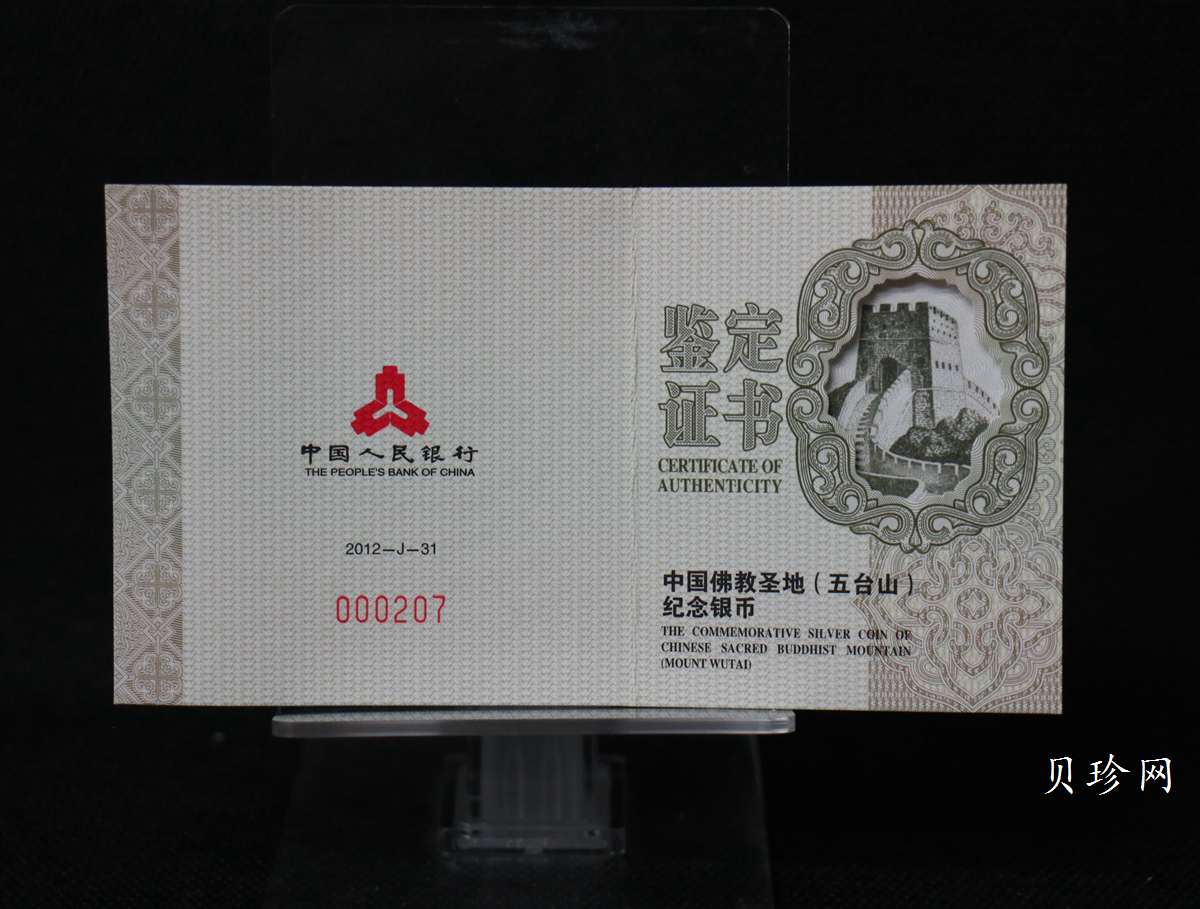 中国人民银行
THE PEOPLE'S BANK OF CHINA
2012—J—31
000207
鉴定
证书
CERTIFICATE OF
AUTHENTICITY
中国佛教圣地（五台山）
纪念银币
THE COMMEMORATIVE SILVER COIN OF
CHINESE SACRED BUDDHIST MOUNTAIN
(MOUNT WUTAI)
贝珍网